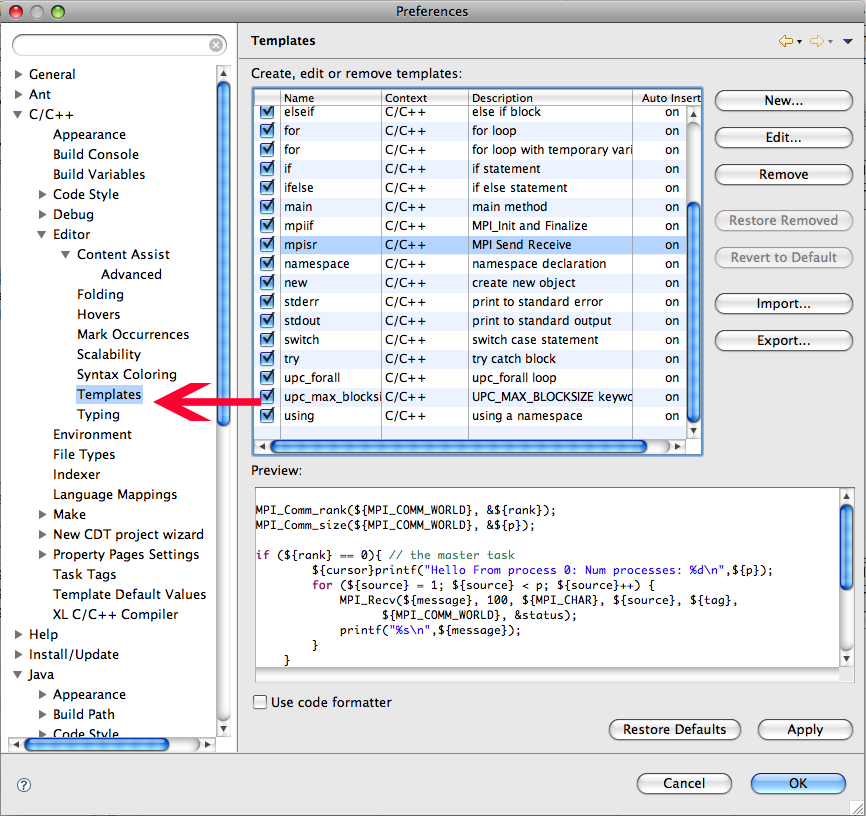 Preferences
Templates
General
Ant
C/C++
Appearance
Build Console
Build Variables
Code Style
Debug
Editor
Content Assist
Advanced
Folding
Hovers
Mark Occurrences
Scalability
Syntax Coloring
Templates
Typing
Environment
File Types
Indexer
Language Mappings
Make
New CDT project wizard
Property Pages Settings
Task Tags
Template Default Values
XL C/C++ Compiler
Help
Install/Update
Java
Appearance
Build Path
Code Style
Create, edit or remove templates:
Name Context Description Auto Insert
elseif C/C++ else if block on
for C/C++ for loop on
for C/C++ for loop with temporary vari on
if C/C++ if statement on
ifelse C/C++ if else statement on
main C/C++ main method on
mpiif C/C++ MPI_Init and Finalize on
mpisr C/C++ MPI Send Receive on
namespace C/C++ namespace declaration on
new C/C++ create new object on
stderr C/C++ print to standard error on
stdout C/C++ print to standard output on
switch C/C++ switch case statement on
try C/C++ try catch block on
upc_forall C/C++ upc_forall loop on
upc_max_blocksi C/C++ UPC_MAX_BLOCKSIZE keywo on
using C/C++ using a namespace on
New...
Edit...
Remove
Restore Removed
Revert to Default
Import...
Export...
Preview:
MPI_Comm_rank(${MPI_COMM_WORLD}, &${rank});
MPI_Comm_size(${MPI_COMM_WORLD}, &${p});
if (${rank} == 0){ // the master task
${cursor}printf("Hello From process 0: Num processes: %d\n",${p});
for (${source} = 1; ${source} < p; ${source}++) {
MPI_Recv(${message}, 100, ${MPI_CHAR}, ${source}, ${tag},
${MPI_COMM_WORLD}, &status);
printf("%s\n",${message});
}
}
Use code formatter
Restore Defaults
Apply
?
Cancel
OK